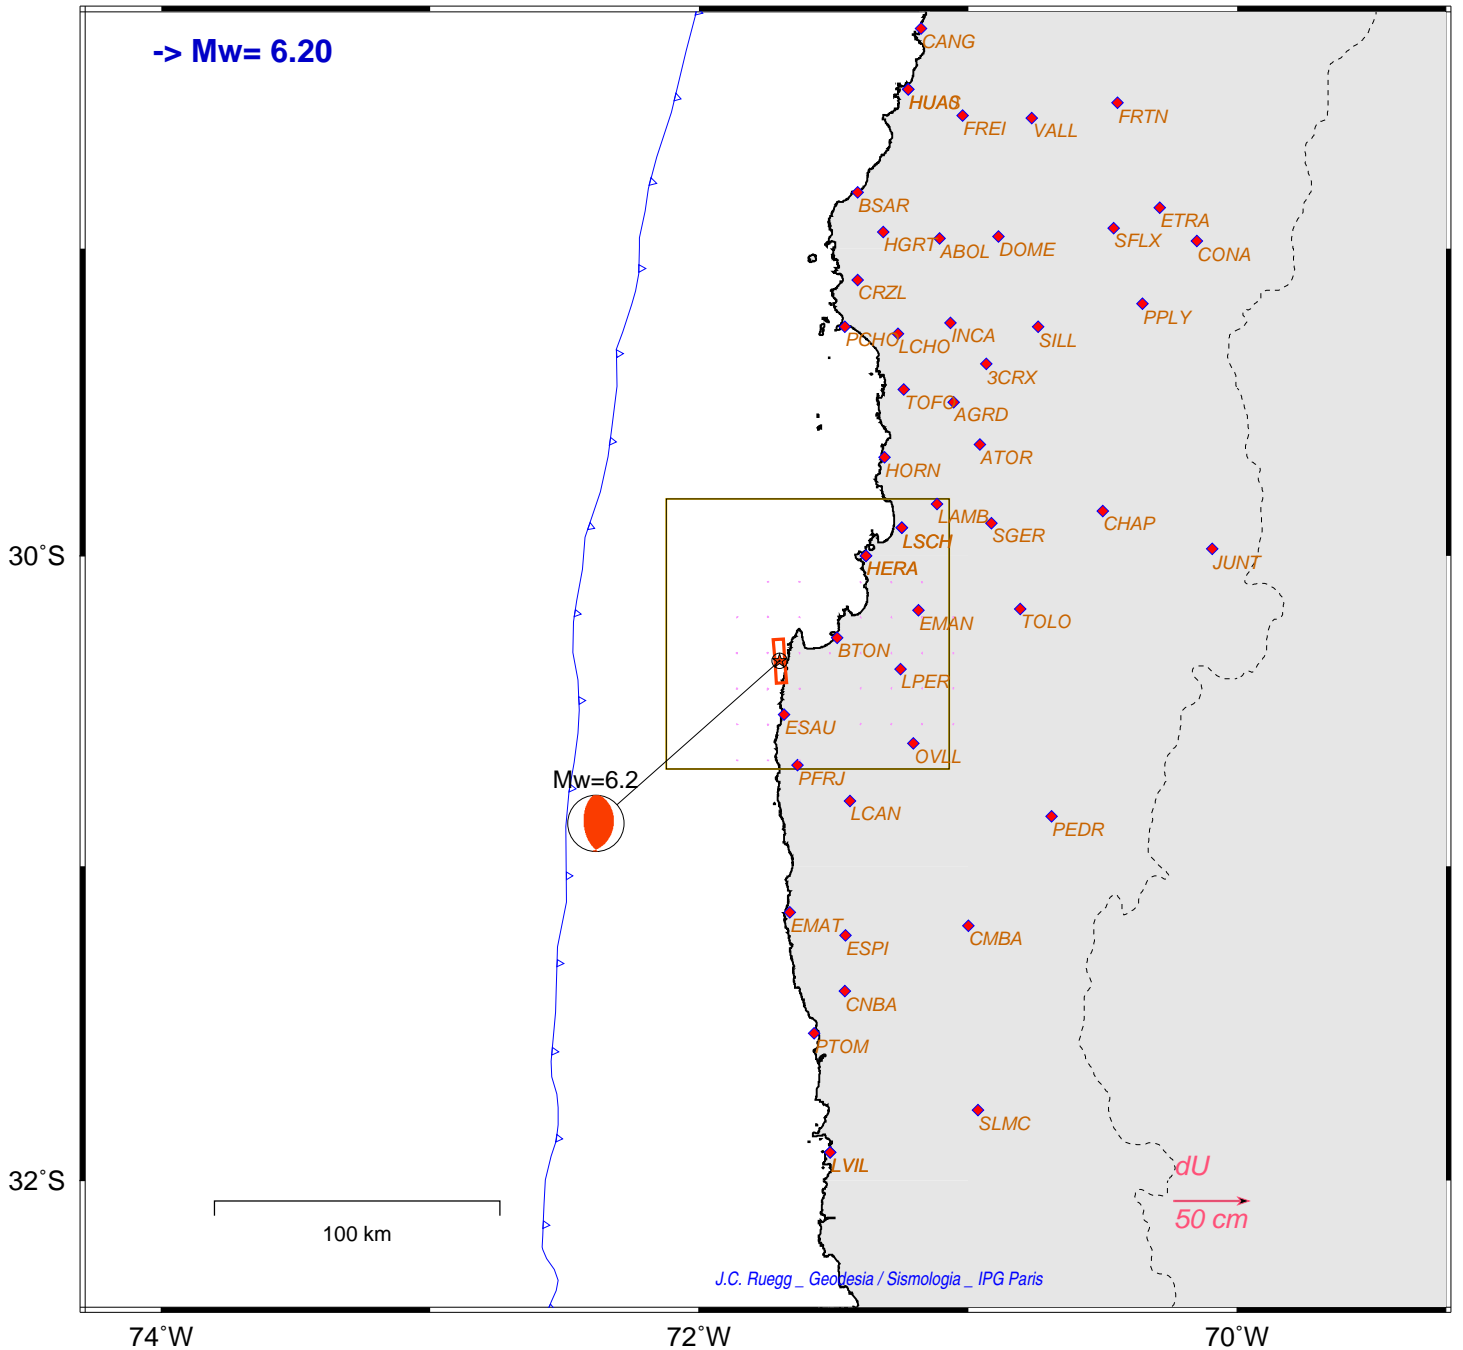 -> Mw= 6.20
CANG
HUAS
FREI
VALL
FRTN
BSAR
ETRA
HGRT
ABOL
DOME
SFLX
CONA
CRZL
PPLY
PCHO
LCHO
INCA
SILL
3CRX
TOFO
AGRD
ATOR
HORN
LAMB
SGER
CHAP
LSCH
30°S
HERA
JUNT
EMAN
TOLO
BTON
LPER
ESAU
OVLL
PFRJ
Mw=6.2
LCAN
PEDR
EMAT
ESPI
CMBA
CNBA
PTOM
SLMC
LVIL
dU
32°S
50 cm
100 km
J.C. Ruegg _ Geodesia / Sismologia _ IPG Paris
74°W
72°W
70°W